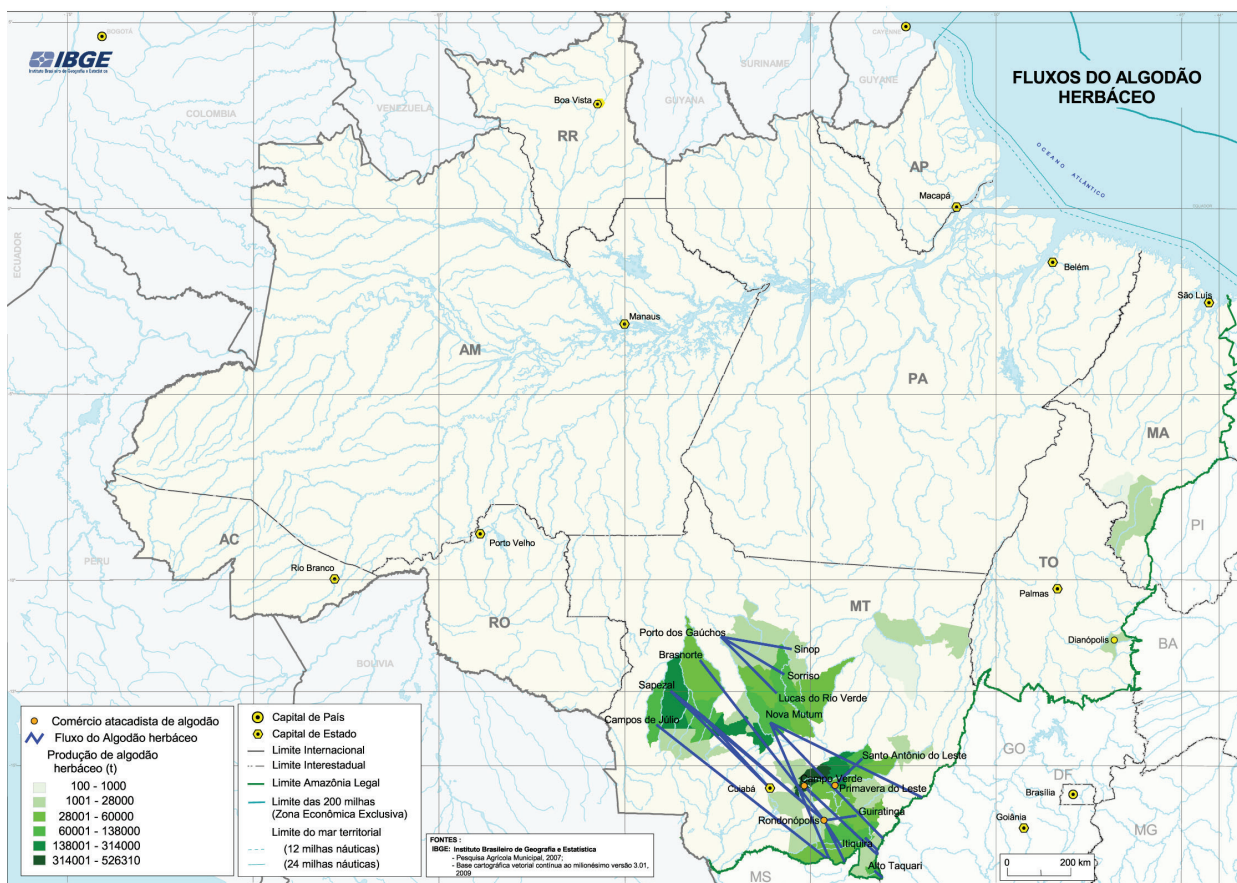 BOGOTÁ
IBGE
Instituto Brasileiro de Geografia e Estatística
COLOMBIA
VENEZUELA
GUYANA
SURINAME
CAYENNE
GUYANE
FLUXOS DO ALGODÃO
HERBÁCEO
OCEANO ATLÂNTICO
Boa Vista
RR
AP
Macapá
ECUADOR
Belém
São Luís
Manaus
AM
PA
MA
PI
AC
Rio Branco
Porto Velho
PERU
RO
BOLIVIA
MT
TO
Palmas
Dianópolis
BA
Porto dos Gaúchos
Sinop
Brasnorte
Sorriso
Sapezal
Lucas do Rio Verde
Campos de Júlio
Nova Mutum
Santo Antônio do Leste
GO
DF
Brasília
Cuiabá
Campo Verde
Primavera do Leste
Guiratinga
Rondonópolis
Goiânia
MG
Itiquira
Alto Taquari
MS
Comércio atacadista de algodão
Fluxo do Algodão herbáceo
Produção de algodão
herbáceo (t)
100 - 1000
1001 - 28000
28001 - 60000
60001 - 138000
138001 - 314000
314001 - 526310
Capital de País
Capital de Estado
Limite Internacional
Limite Interestadual
Limite Amazônia Legal
Limite das 200 milhas
(Zona Econômica Exclusiva)
Limite do mar territorial
(12 milhas náuticas)
(24 milhas náuticas)
FONTES :
IBGE: Instituto Brasileiro de Geografia e Estatística
- Pesquisa Agrícola Municipal, 2007;
- Base cartográfica vetorial contínua ao milionésimo versão 3.01,
2009
0 200 km